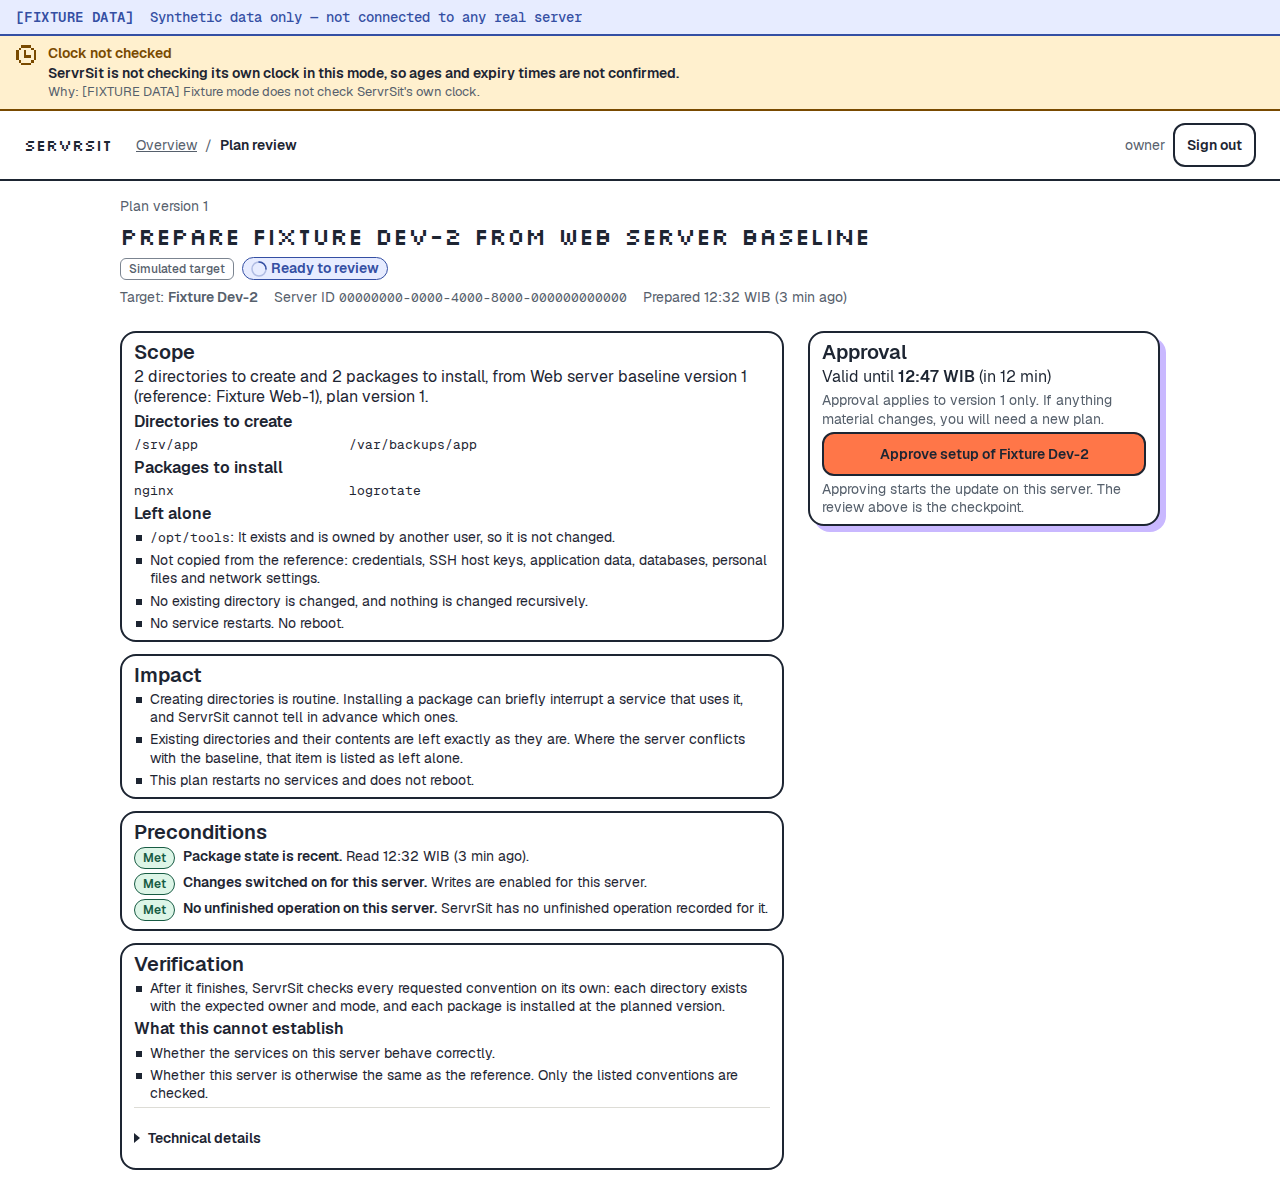 [FIXTURE DATA] Synthetic data only — not connected to any real server
Clock not checked
ServrSit is not checking its own clock in this mode, so ages and expiry times are not confirmed.
Why: [FIXTURE DATA] Fixture mode does not check ServrSit's own clock.
SERVRSIT
Overview / Plan review
owner
Sign out
Plan version 1
PREPARE FIXTURE DEV-2 FROM WEB SERVER BASELINE
Simulated target
Ready to review
Target: Fixture Dev-2 Server ID 00000000-0000-4000-8000-000000000000 Prepared 12:32 WIB (3 min ago)
Scope
2 directories to create and 2 packages to install, from Web server baseline version 1
(reference: Fixture Web-1), plan version 1.
Directories to create
/srv/app /var/backups/app
Packages to install
nginx logrotate
Left alone
/opt/tools: It exists and is owned by another user, so it is not changed.
Not copied from the reference: credentials, SSH host keys, application data, databases, personal
files and network settings.
No existing directory is changed, and nothing is changed recursively.
No service restarts. No reboot.
Impact
Creating directories is routine. Installing a package can briefly interrupt a service that uses it,
and ServrSit cannot tell in advance which ones.
Existing directories and their contents are left exactly as they are. Where the server conflicts
with the baseline, that item is listed as left alone.
This plan restarts no services and does not reboot.
Preconditions
Met Package state is recent. Read 12:32 WIB (3 min ago).
Met Changes switched on for this server. Writes are enabled for this server.
Met No unfinished operation on this server. ServrSit has no unfinished operation recorded for it.
Verification
After it finishes, ServrSit checks every requested convention on its own: each directory exists
with the expected owner and mode, and each package is installed at the planned version.
What this cannot establish
Whether the services on this server behave correctly.
Whether this server is otherwise the same as the reference. Only the listed conventions are
checked.
Technical details
Approval
Valid until 12:47 WIB (in 12 min)
Approval applies to version 1 only. If anything
material changes, you will need a new plan.
Approve setup of Fixture Dev-2
Approving starts the update on this server. The
review above is the checkpoint.